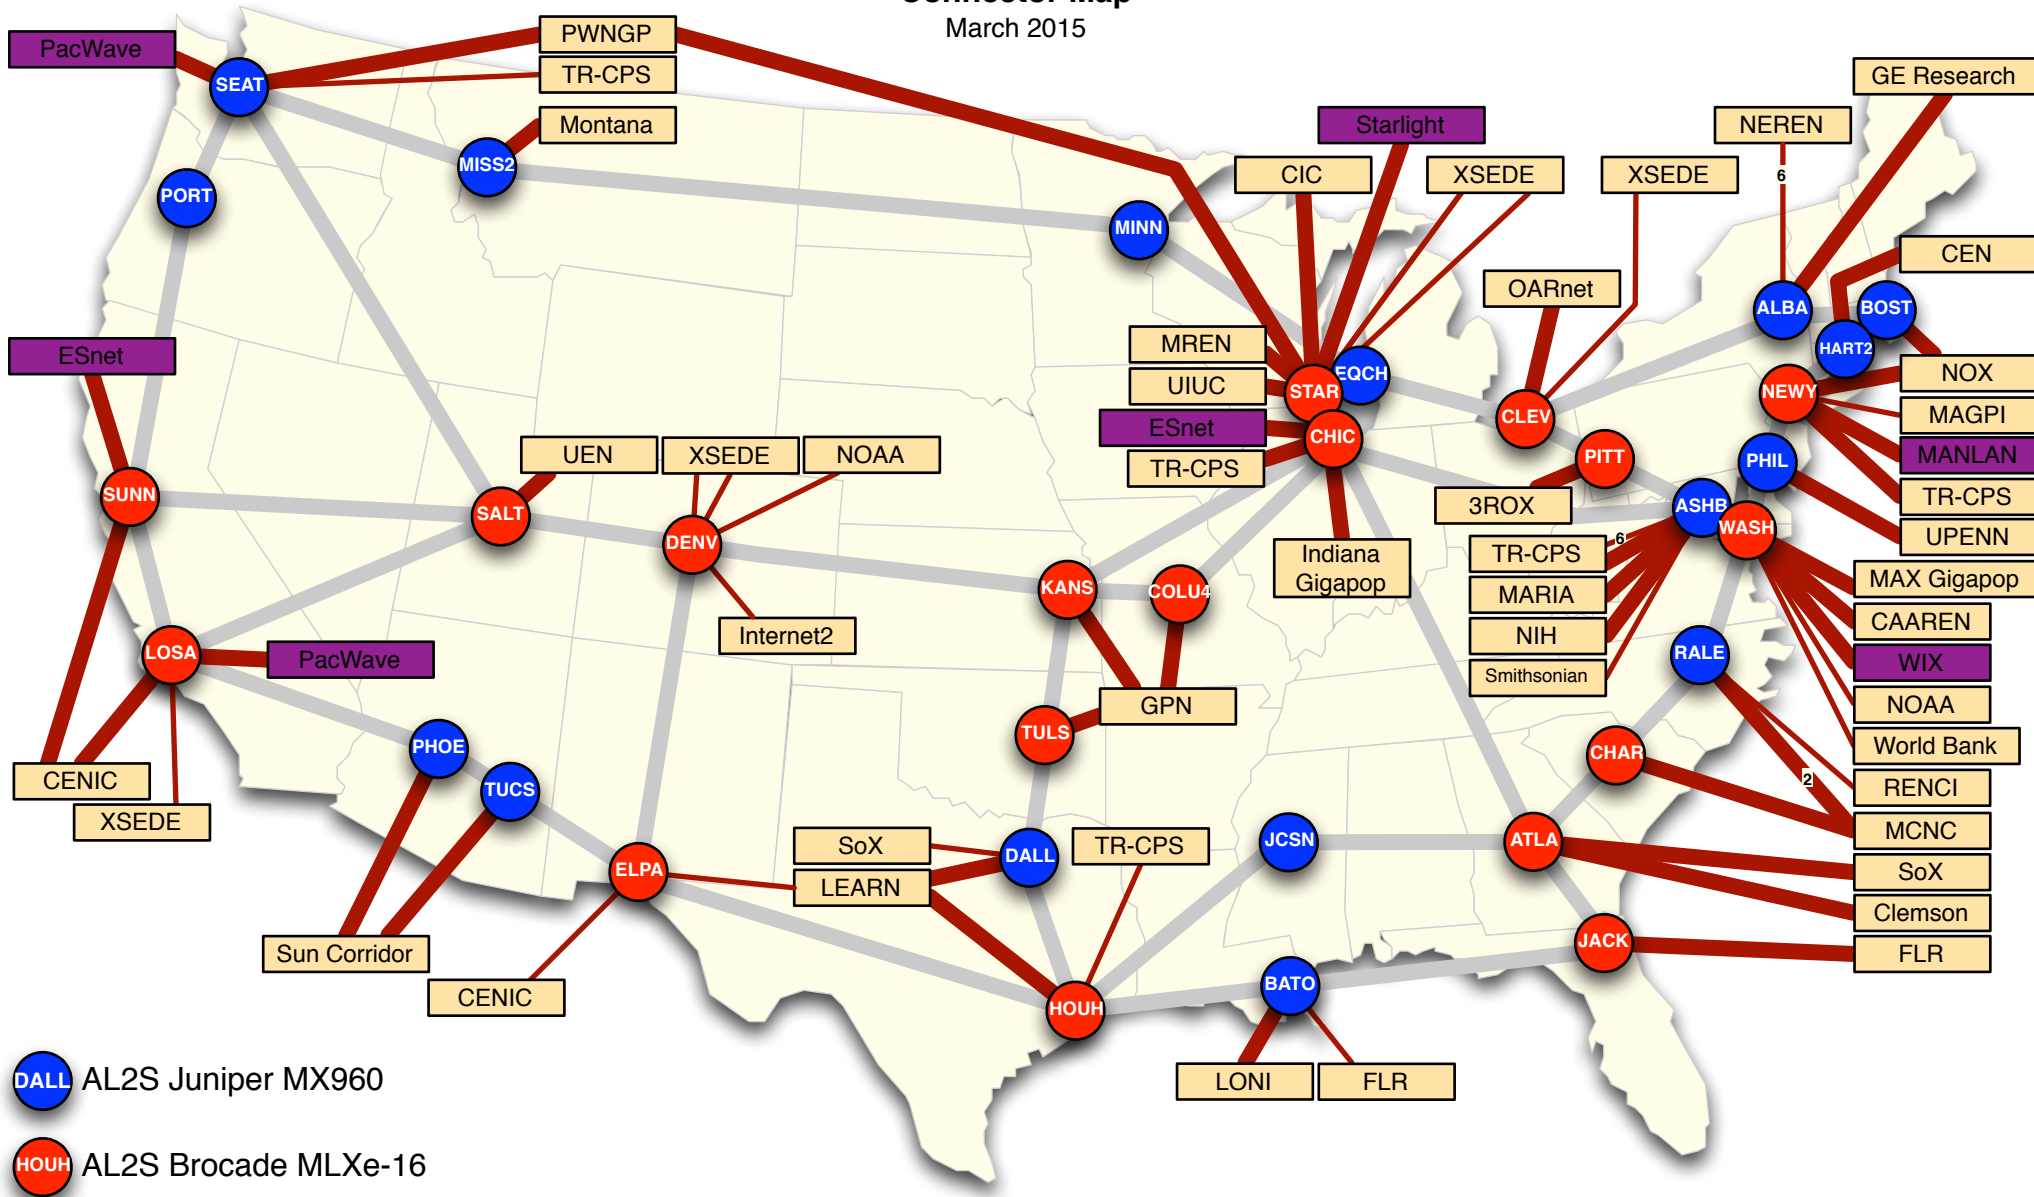 Connector Map
March 2015
PacWave
PWNGP
TR-CPS
Montana
SEAT
MISS2
PORT
MINN
Starlight
CIC
XSEDE
XSEDE
NEREN
6
GE Research
CEN
OARnet
ALBA
BOST
HART2
ESnet
MREN
UIUC
ESnet
TR-CPS
STAR
EQCH
CHIC
CLEV
NEWY
NOX
MAGPI
MANLAN
TR-CPS
UPENN
PITT
PHIL
3ROX
ASHB
WASH
UEN
XSEDE
NOAA
SUNN
SALT
DENV
Indiana
Gigapop
6
TR-CPS
MARIA
NIH
Smithsonian
MAX Gigapop
CAAREN
WIX
NOAA
World Bank
RENCI
MCNC
SoX
Clemson
FLR
KANS
COLU4
Internet2
LOSA
PacWave
RALE
GPN
TULS
CHAR
2
PHOE
TUCS
CENIC
XSEDE
SoX
LEARN
DALL
TR-CPS
JCSN
ATLA
ELPA
Sun Corridor
CENIC
HOUH
BATO
JACK
LONI
FLR
DALL AL2S Juniper MX960
HOUH AL2S Brocade MLXe-16